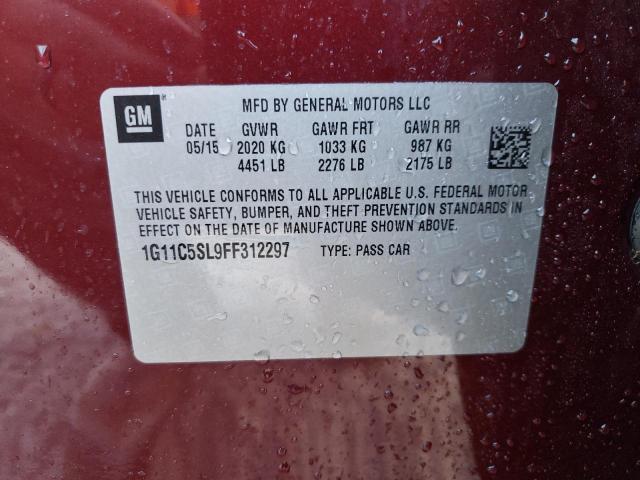 GM
MFD BY GENERAL MOTORS LLC
DATE GVWR GAWR FRT GAWR RR
05/15 2020 KG 1033 KG 987 KG
4451 LB 2276 LB 2175 LB
THIS VEHICLE CONFORMS TO ALL APPLICABLE U.S. FEDERAL MOTOR
VEHICLE SAFETY, BUMPER, AND THEFT PREVENTION STANDARDS IN
EFFECT ON THE DATE OF MANUFACTURE SHOWN ABOVE.
1G11C5SL9FF312297 TYPE: PASS CAR